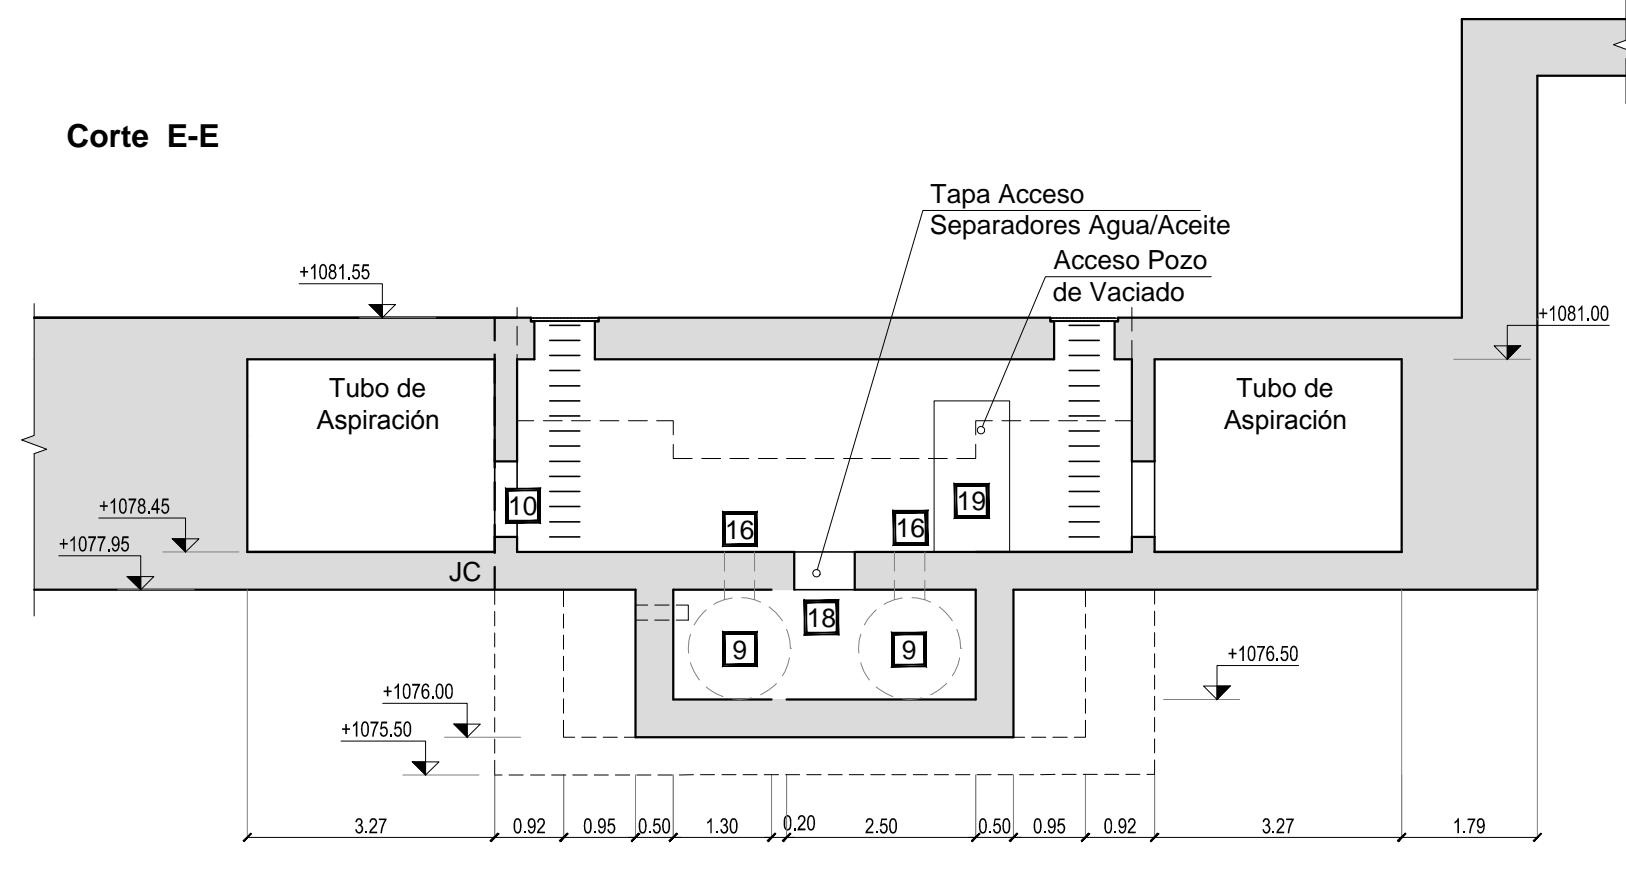 Corte  E-E
Tapa Acceso
Separadores Agua/Aceite
Acceso Pozo
de Vaciado
+1081.55
+1081.00
Tubo de
Aspiración
Tubo de
Aspiración
+1078.45
+1077.95
10
16
16
19
JC
18
9
9
+1076.50
+1076.00
+1075.50
3.27
0.92
0.95
0.50
1.30
0.20
2.50
0.50
0.95
0.92
3.27
1.79